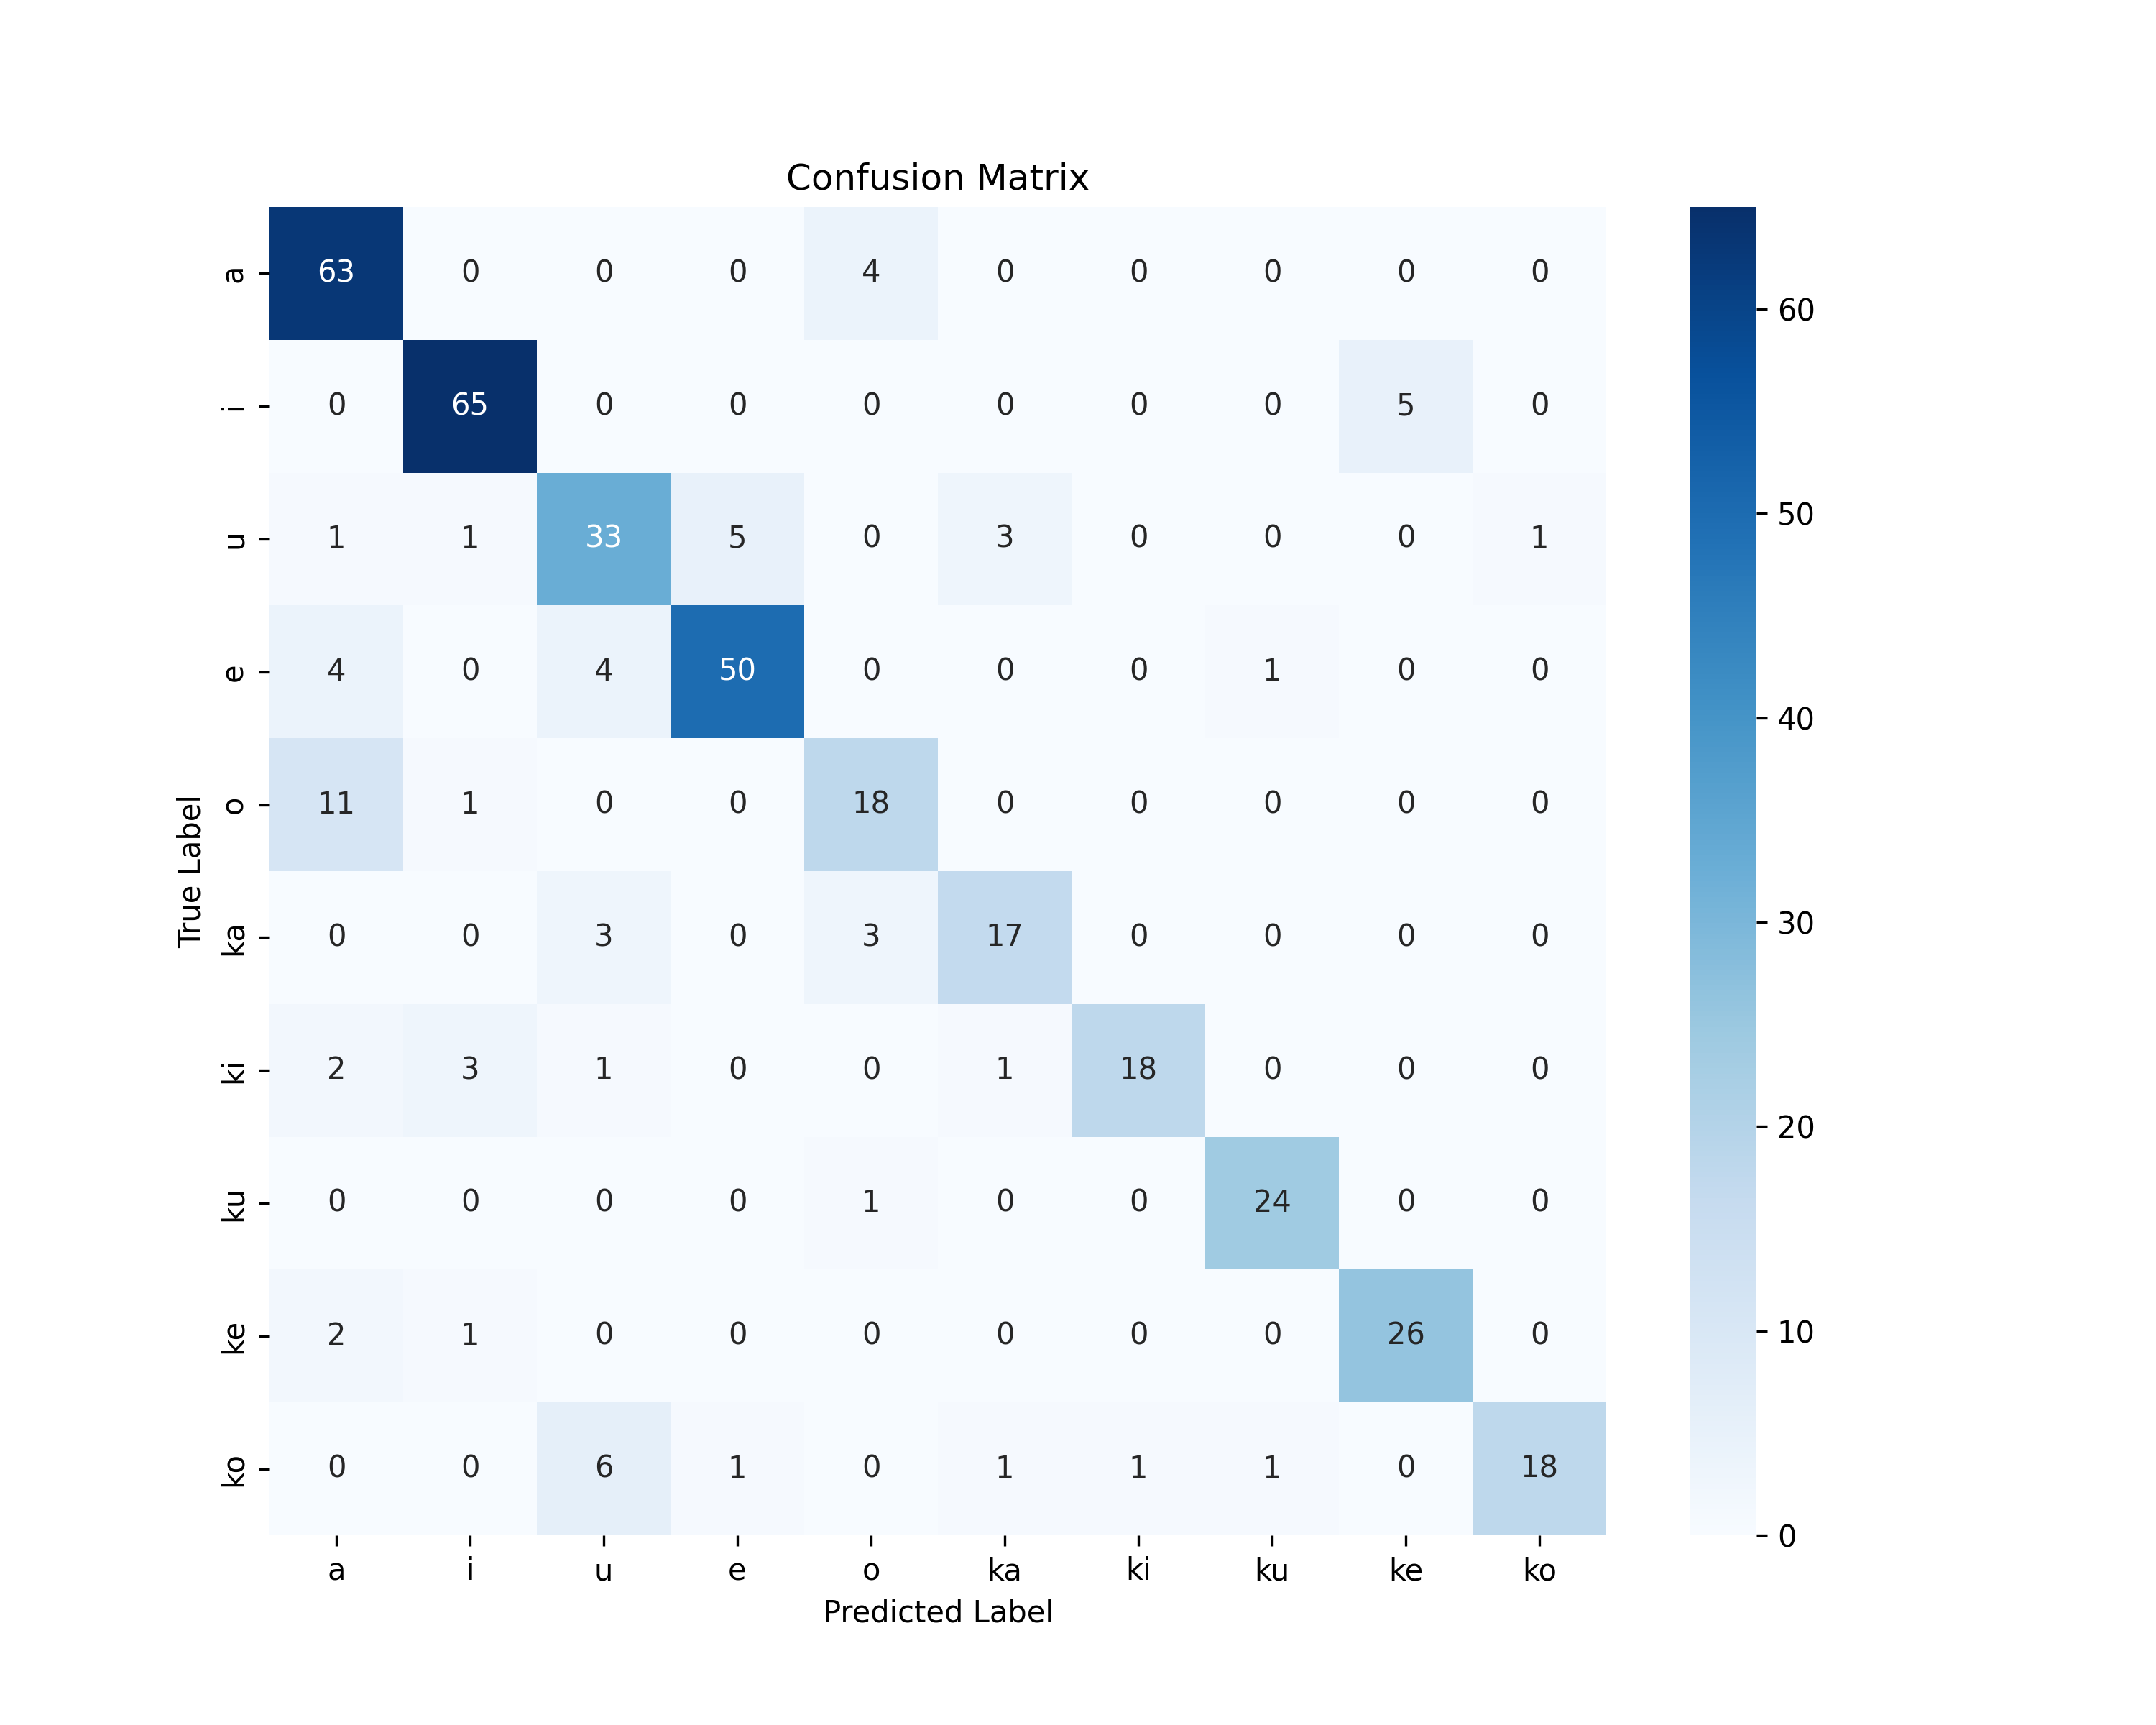 Confusion Matrix
a 63 0 0 0 4 0 0 0 0 0
i 0 65 0 0 0 0 0 0 5 0
u 1 1 33 5 0 3 0 0 0 1
e 4 0 4 50 0 0 0 1 0 0
o 11 1 0 0 18 0 0 0 0 0
ka 0 0 3 0 3 17 0 0 0 0
ki 2 3 1 0 0 1 18 0 0 0
ku 0 0 0 0 1 0 0 24 0 0
ke 2 1 0 0 0 0 0 0 26 0
ko 0 0 6 1 0 1 1 1 0 18
a i u e o ka ki ku ke ko
Predicted Label
True Label
60
50
40
30
20
10
0